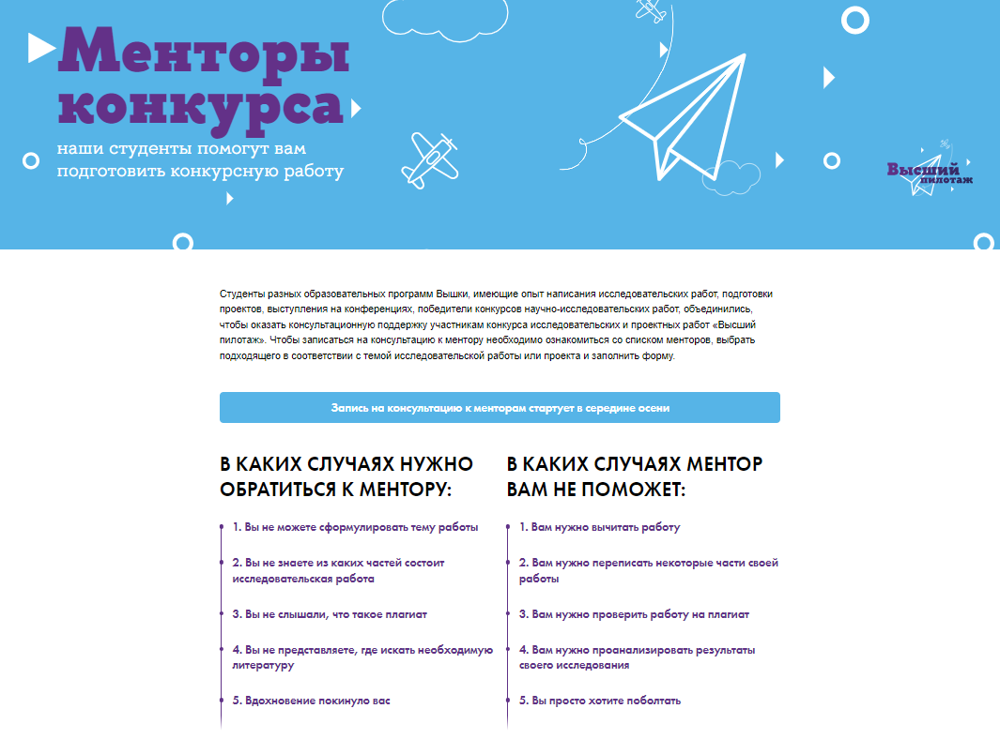 Менторы
конкурса
наши студенты помогут вам
подготовить конкурсную работу
Высший
пилотаж
Студенты разных образовательных программ Вышки, имеющие опыт написания исследовательских работ, подготовки
проектов, выступления на конференциях, победители конкурсов научно-исследовательских работ, объединились,
чтобы оказать консультационную поддержку участникам конкурса исследовательских и проектных работ «Высший
пилотаж». Чтобы записаться на консультацию к ментору необходимо ознакомиться со списком менторов, выбрать
подходящего в соответствии с темой исследовательской работы или проекта и заполнить форму.
Запись на консультацию к менторам стартует в середине осени
В КАКИХ СЛУЧАЯХ НУЖНО
ОБРАТИТЬСЯ К МЕНТОРУ:
1. Вы не можете сформулировать тему работы
2. Вы не знаете из каких частей состоит
исследовательская работа
3. Вы не слышали, что такое плагиат
4. Вы не представляете, где искать необходимую
литературу
5. Вдохновение покинуло вас
В КАКИХ СЛУЧАЯХ МЕНТОР
ВАМ НЕ ПОМОЖЕТ:
1. Вам нужно вычитать работу
2. Вам нужно переписать некоторые части своей
работы
3. Вам нужно проверить работу на плагиат
4. Вам нужно проанализировать результаты
своего исследования
5. Вы просто хотите поболтать